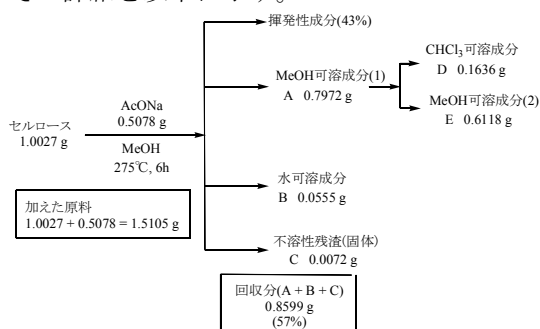 揮発性成分(43%)
CHCl₃可溶成分
D 0.1636 g
MeOH可溶成分(1)
A 0.7972 g
MeOH可溶成分(2)
E 0.6118 g
AcONa
0.5078 g
MeOH
275℃, 6h
セルロース
1.0027 g
水可溶成分
B 0.0555 g
加えた原料
1.0027 + 0.5078 = 1.5105 g
不溶性残渣(固体)
C 0.0072 g
回収分(A + B + C)
0.8599 g
(57%)